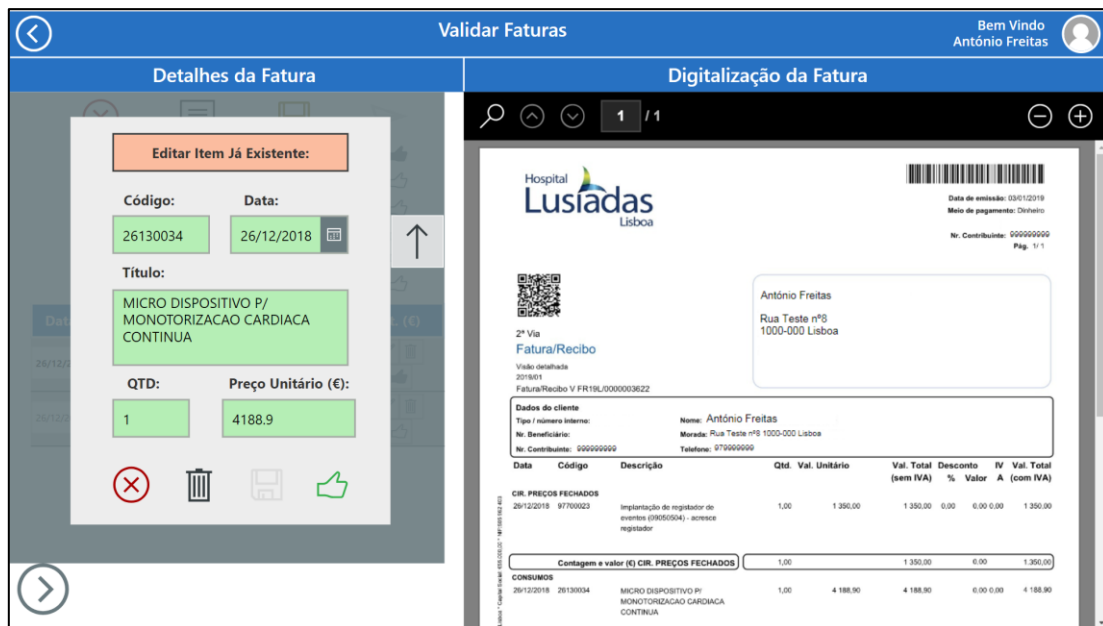 Validar Faturas
Bem Vindo
António Freitas
Detalhes da Fatura
Digitalização da Fatura
Editar Item Já Existente:
Código:
Data:
26130034
26/12/2018
Título:
MICRO DISPOSITIVO P/
MONOTORIZACAO CARDIACA
CONTINUA
QTD:
Preço Unitário (€):
1
4188.9
(€)
1 / 1
Hospital
Lusíadas
Lisboa
Data de emissão: 03/01/2019
Meio de pagamento: Dinheiro
Nr. Contribuinte: 999999999
Pág. 1/ 1
António Freitas
Rua Teste nº8
1000-000 Lisboa
2ª Via
Fatura/Recibo
Visão detalhada
2019/01
Fatura/Recibo V FR19L/0000003622
Dados do cliente
Tipo / número interno:
Nome: António Freitas
Nr. Beneficiário:
Morada: Rua Teste nº8 1000-000 Lisboa
Nr. Contribuinte: 999999999
Telefone: 979999999
Data Código Descrição Qtd. Val. Unitário Val. Total Desconto IV Val. Total
(sem IVA) % Valor A (com IVA)
CIR. PREÇOS FECHADOS
26/12/2018 97700023 Implantação de registador de 1,00 1 350,00 1 350,00 0,00 0,00 0,00 1 350,00
eventos (09050504) - acresce
registador
Contagem e valor (€) CIR. PREÇOS FECHADOS 1,00 1 350,00 0,00 1.350,00
CONSUMOS
26/12/2018 26130034 MICRO DISPOSITIVO P/ 1,00 4 188,90 4 188,90 0,00 0,00 4 188,90
MONOTORIZACAO CARDIACA
CONTINUA